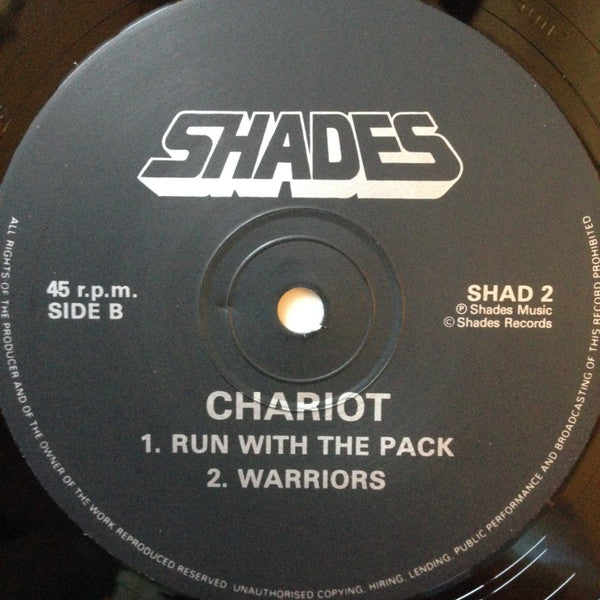 SHADES
45 r.p.m.
SIDE B
SHAD 2
Ⓟ Shades Music
© Shades Records
CHARIOT
1. RUN WITH THE PACK
2. WARRIORS
ALL RIGHTS OF THE PRODUCER AND OF THE OWNER OF THS WORK REPRODUCED RESERVED UNAUTHORISED COPYING, HIRING, LENDING, PUBLIC PERFORMANCE AND BROADCASTING OF THIS RECORD PROHIBITED